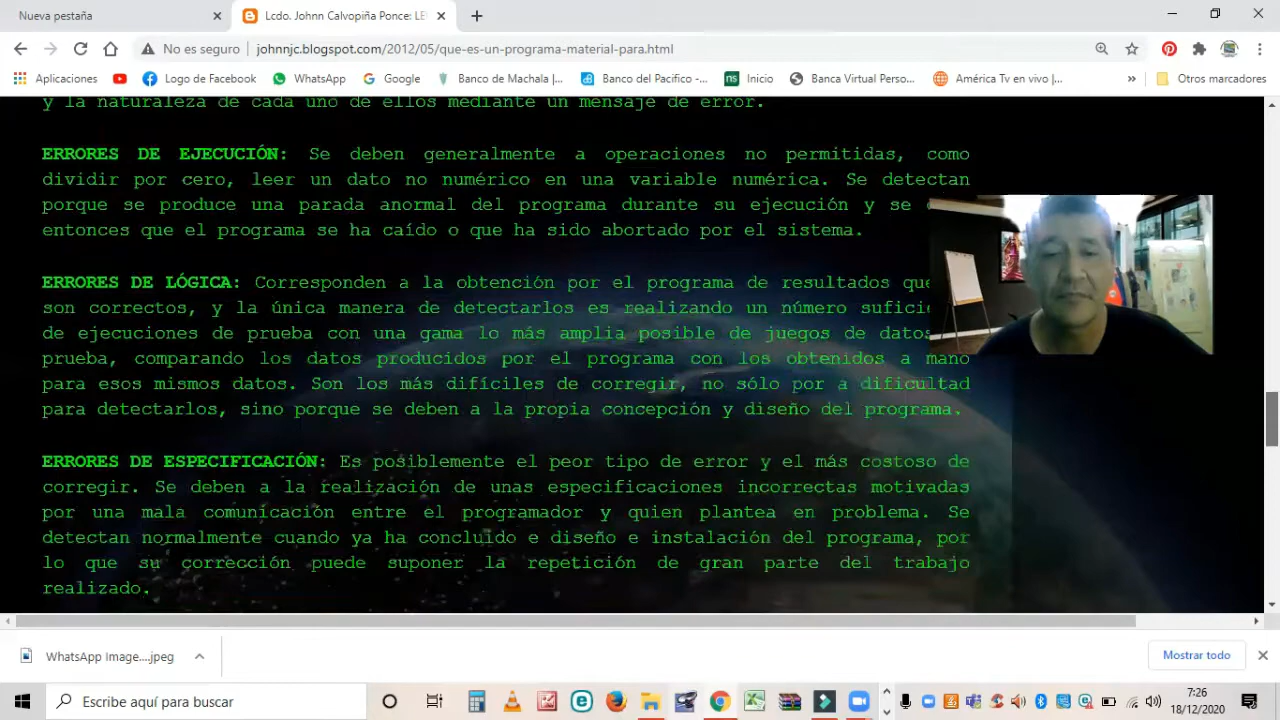 Nueva pestaña
Lcdo. Johnn Calvopiña Ponce: LE
No es seguro
johnnjc.blogspot.com/2012/05/que-es-un-programa-material-para.html
Aplicaciones
Logo de Facebook
WhatsApp
Google
Banco de Machala |...
Banco del Pacifico -...
ns Inicio
Banca Virtual Perso...
América Tv en vivo |...
»
Otros marcadores
y la naturaleza de cada uno de ellos mediante un mensaje de error.
ERRORES DE EJECUCIÓN: Se deben generalmente a operaciones no permitidas, como
dividir por cero, leer un dato no numérico en una variable numérica. Se detectan
porque se produce una parada anormal del programa durante su ejecución y se
entonces que el programa se ha caído o que ha sido abortado por el sistema.
ERRORES DE LÓGICA: Corresponden a la obtención por el programa de resultados que
son correctos, y la única manera de detectarlos es realizando un número sufici
de ejecuciones de prueba con una gama lo más amplia posible de juegos de datos
prueba, comparando los datos producidos por el programa con los obtenidos a mano
para esos mismos datos. Son los más difíciles de corregir, no sólo por a dificultad
para detectarlos, sino porque se deben a la propia concepción y diseño del programa.
ERRORES DE ESPECIFICACIÓN: Es posiblemente el peor tipo de error y el más costoso de
corregir. Se deben a la realización de unas especificaciones incorrectas motivadas
por una mala comunicación entre el programador y quien plantea en problema. Se
detectan normalmente cuando ya ha concluido e diseño e instalación del programa, por
lo que su corrección puede suponer la repetición de gran parte del trabajo
realizado.
WhatsApp Image....jpeg
Mostrar todo
Escribe aquí para buscar
7:26
18/12/2020